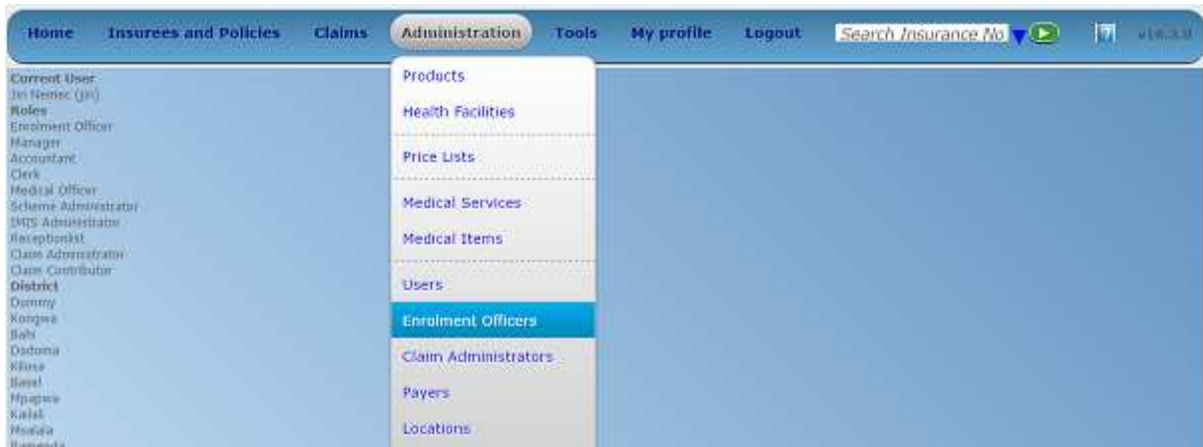 Home Insurees and Policies Claims Administration Tools My profile Logout Search Insurance No ?
Products
Health Facilities
Price Lists
Medical Services
Medical Items
Users
Enrolment Officers
Claim Administrators
Payers
Locations
Current User
Jiri Nemec (jiri)
Roles
Enrolment Officer
Manager
Accountant
Clerk
Medical Officer
Scheme Administrator
IMIS Administrator
Receptionist
Claim Administrator
Claim Contributor
District
Dummy
Kongwa
Bahi
Dodoma
Kilosa
Basel
Mpapwa
Msalala
Bamenda